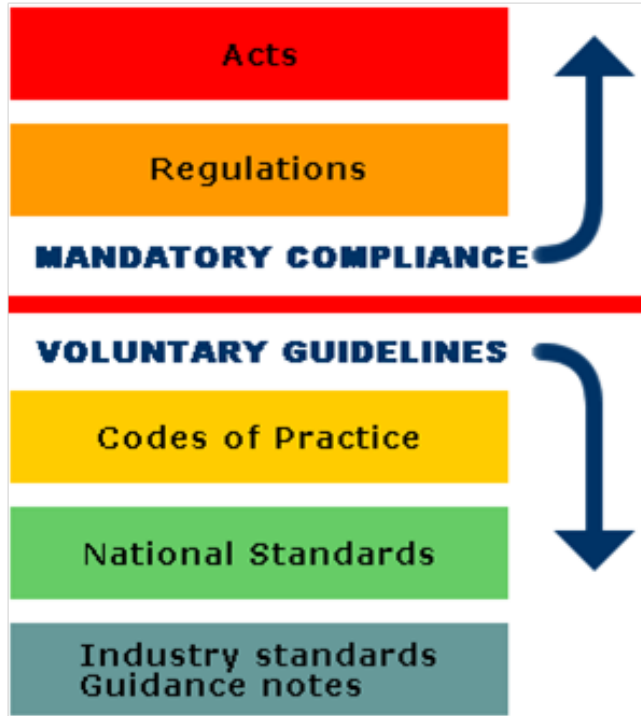 Acts
Regulations
MANDATORY COMPLIANCE
VOLUNTARY GUIDELINES
Codes of Practice
National Standards
Industry standards
Guidance notes